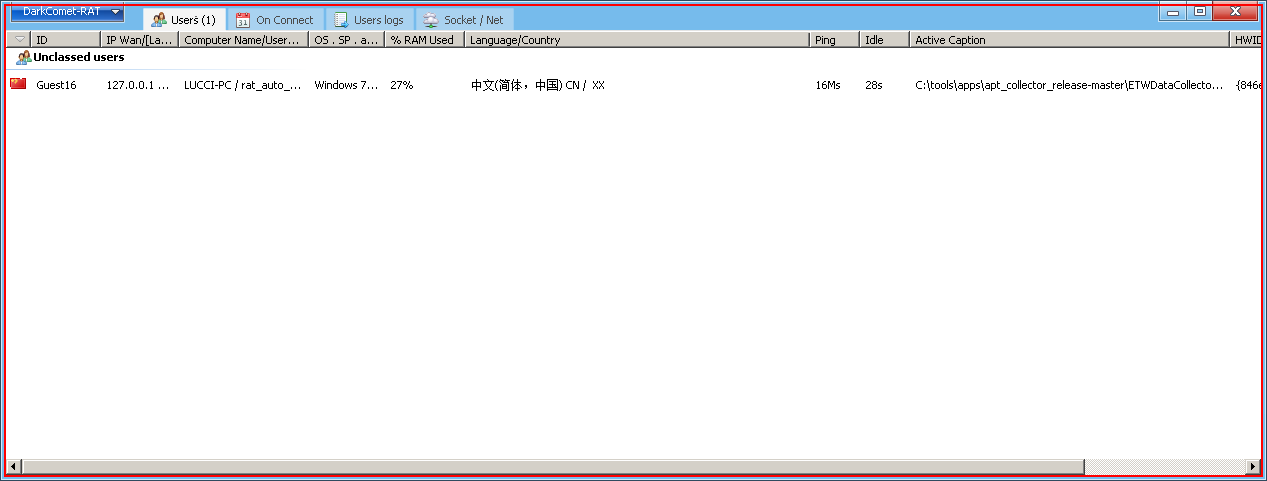 DarkComet-RAT Users (1) On Connect Users logs Socket / Net
ID IP Wan/[La... Computer Name/User... OS . SP . a... % RAM Used Language/Country Ping Idle Active Caption HWID
Unclassed users
Guest16 127.0.0.1 ... LUCCI-PC / rat_auto_... Windows 7... 27% 中文(简体，中国) CN / XX 16Ms 28s C:\tools\apps\apt_collector_release-master\ETWDataCollecto... {846e